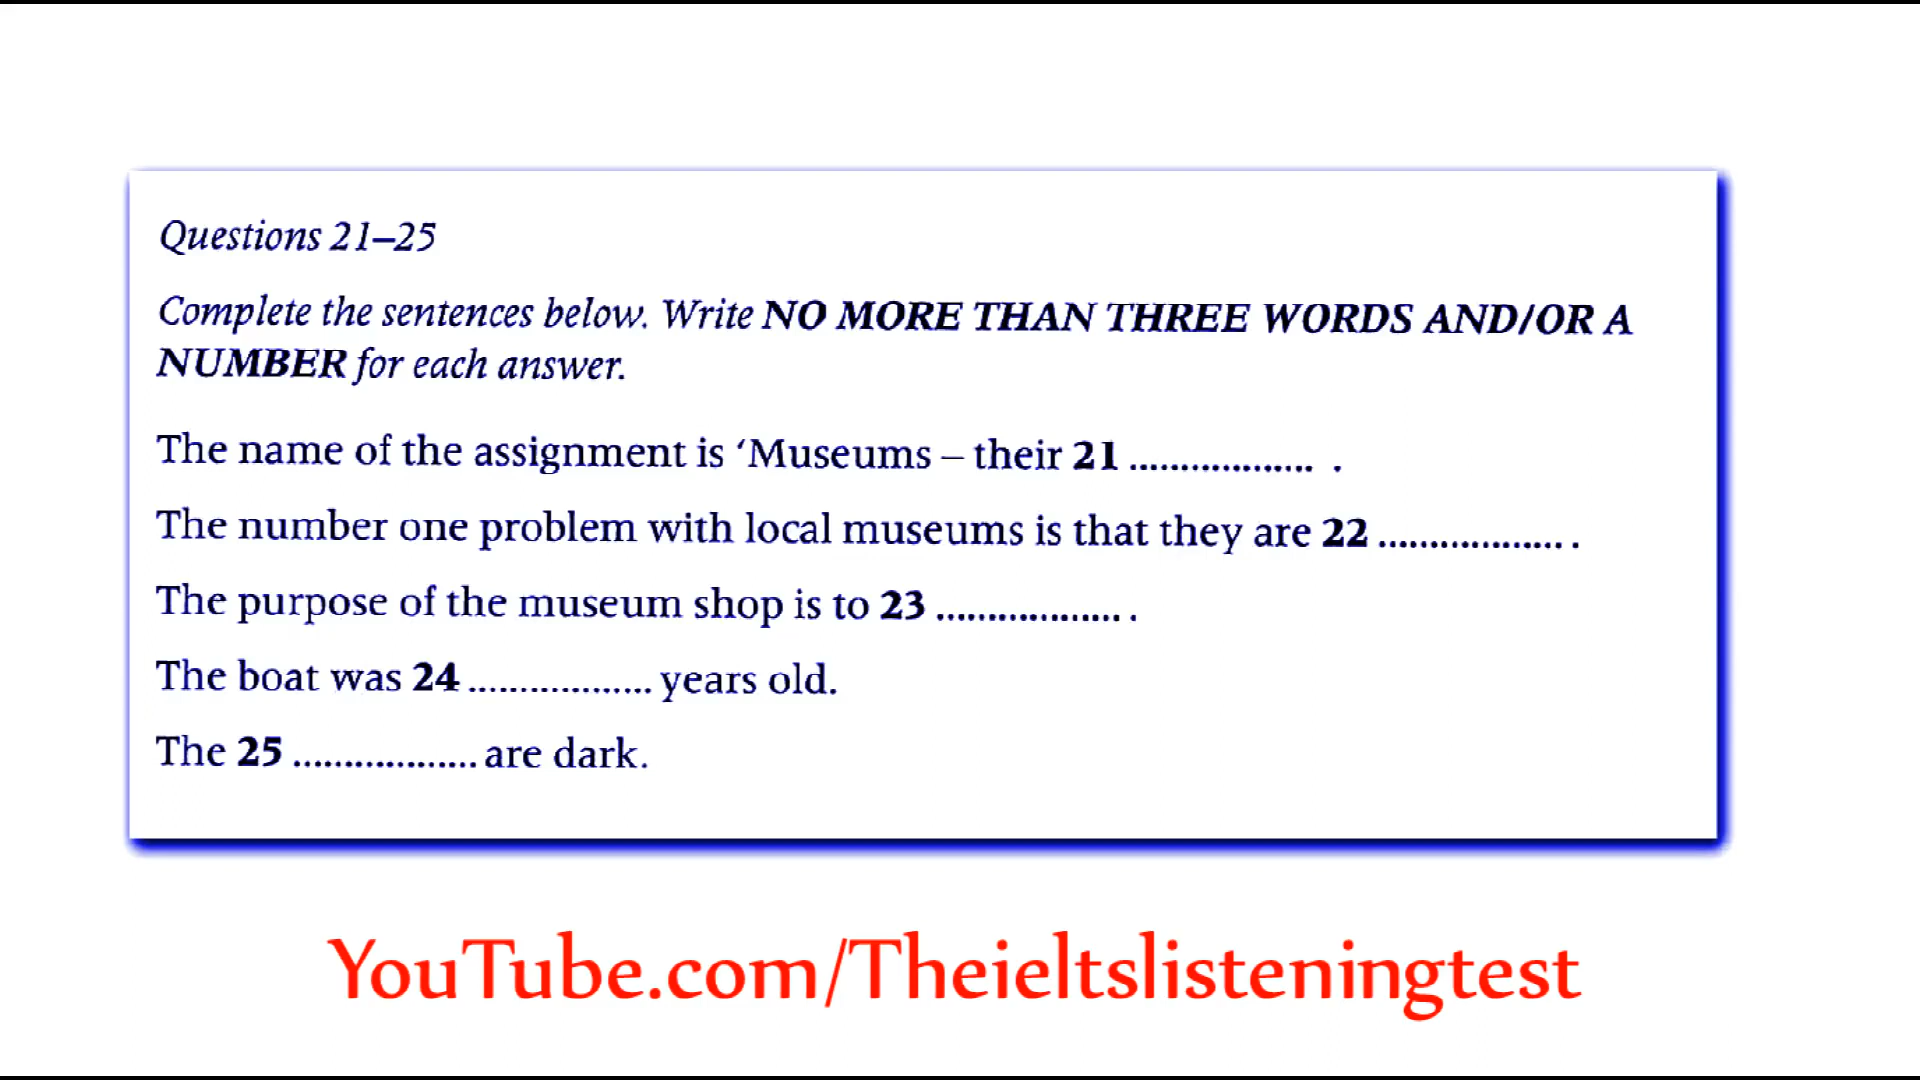 Questions 21–25
Complete the sentences below. Write NO MORE THAN THREE WORDS AND/OR A
NUMBER for each answer.
The name of the assignment is ‘Museums – their 21 .................. .
The number one problem with local museums is that they are 22 .................. .
The purpose of the museum shop is to 23 .................. .
The boat was 24 .................. years old.
The 25 .................. are dark.
YouTube.com/Theieltslisteningtest